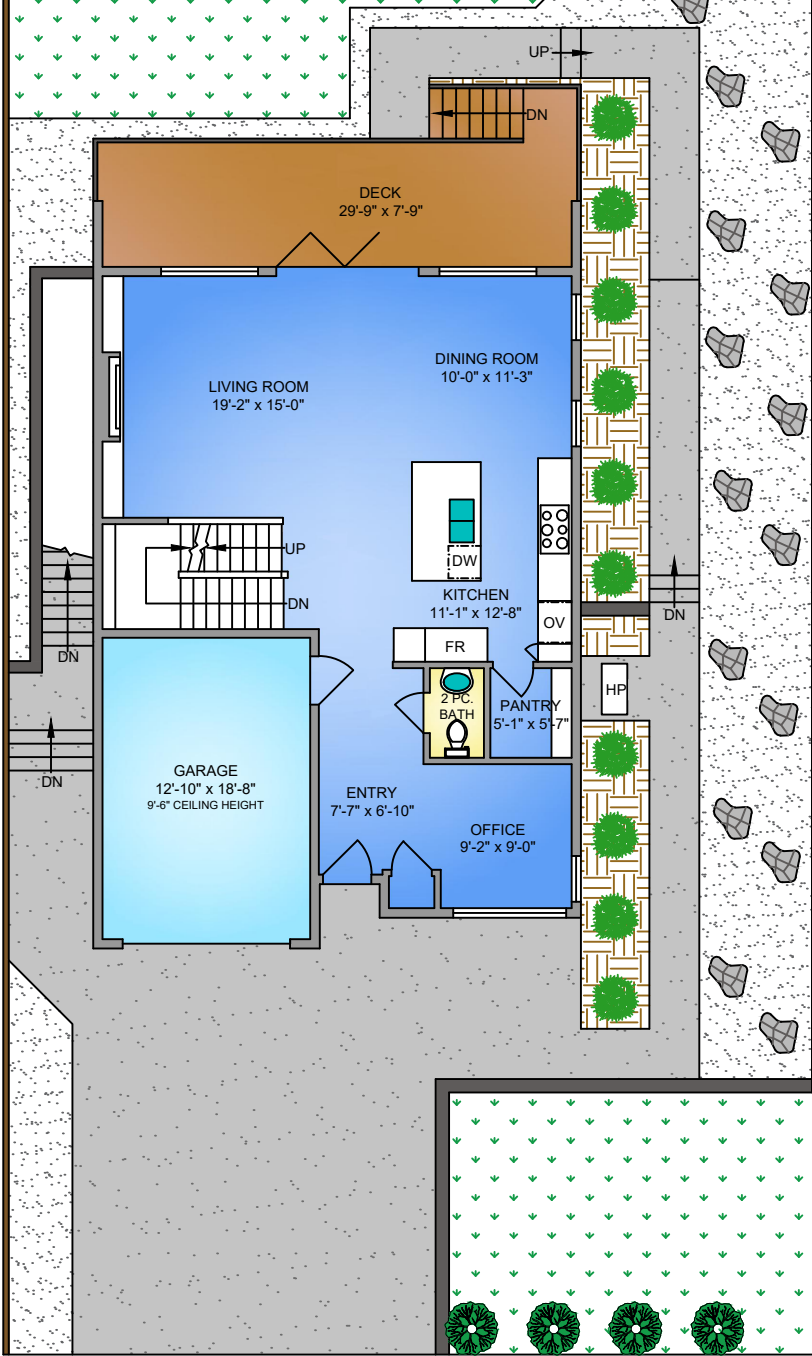 UP
DN
DECK
29'-9" x 7'-9"
DINING ROOM
10'-0" x 11'-3"
LIVING ROOM
19'-2" x 15'-0"
UP
DW
KITCHEN
11'-1" x 12'-8"
DN
DN
OV
FR
DN
HP
2 PC.
BATH
PANTRY
5'-1" x 5'-7"
GARAGE
12'-10" x 18'-8"
9'-6" CEILING HEIGHT
DN
ENTRY
7'-7" x 6'-10"
OFFICE
9'-2" x 9'-0"